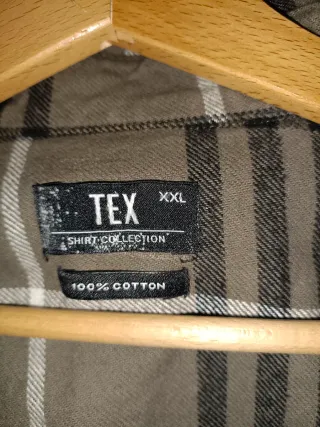 TEX XXL
SHIRT COLLECTION
100% COTTON